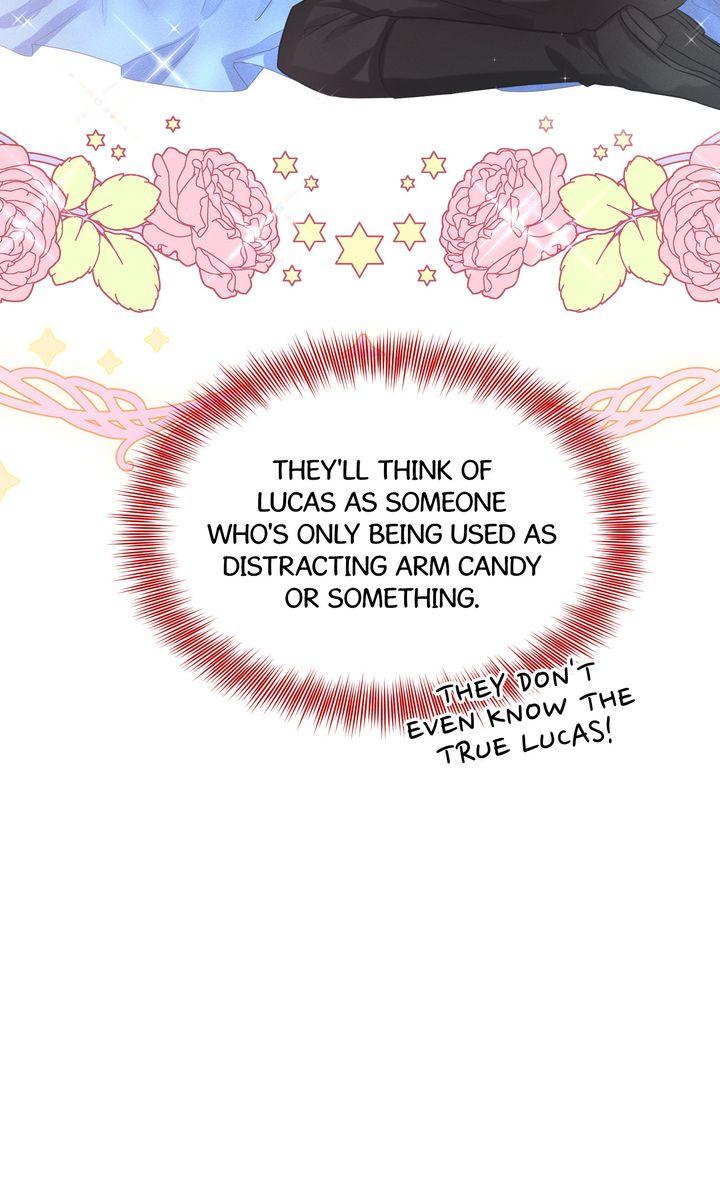 THEY'LL THINK OF
LUCAS AS SOMEONE
WHO'S ONLY BEING USED AS
DISTRACTING ARM CANDY
OR SOMETHING.
THEY DON'T
EVEN KNOW THE
TRUE LUCAS!